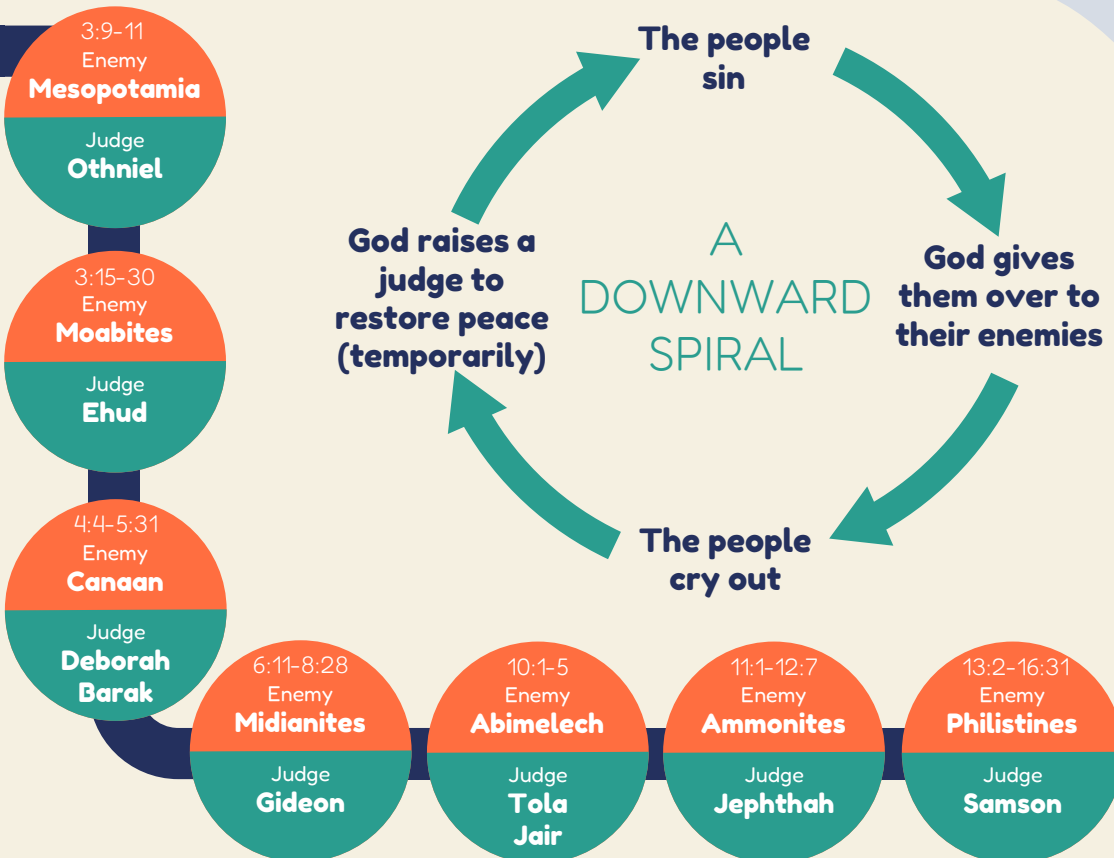 3:9-11
Enemy
Mesopotamia
Judge
Othniel
3:15-30
Enemy
Moabites
Judge
Ehud
4:4-5:31
Enemy
Canaan
Judge
Deborah
Barak
6:11-8:28
Enemy
Midianites
Judge
Gideon
10:1-5
Enemy
Abimelech
Judge
Tola
Jair
11:1-12:7
Enemy
Ammonites
Judge
Jephthah
13:2-16:31
Enemy
Philistines
Judge
Samson
A
DOWNWARD
SPIRAL
The people
sin
God gives
them over to
their enemies
The people
cry out
God raises a
judge to
restore peace
(temporarily)